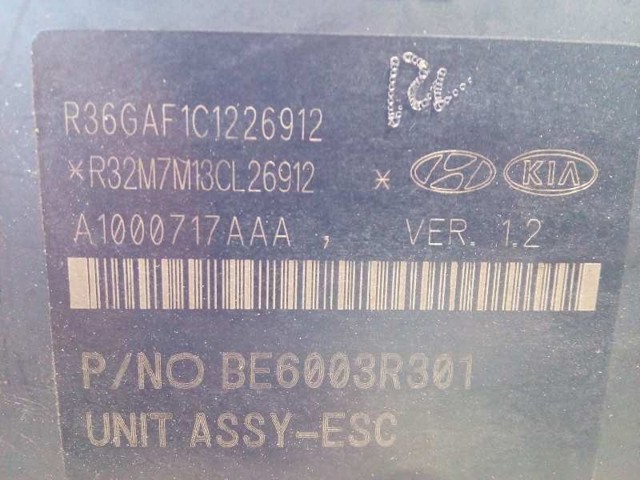 R36GAF1C1226912
*R32M7M13CL26912 * KIA
A1000717AAA , VER. 1.2
P/NO BE6003R301
UNIT ASSY-ESC